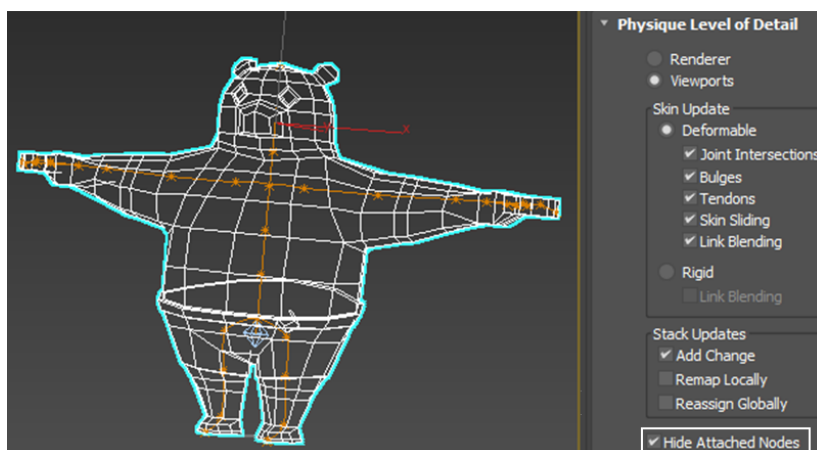 Physique Level of Detail
Renderer
Viewports
Skin Update
Deformable
Joint Intersections
Bulges
Tendons
Skin Sliding
Link Blending
Rigid
Link Blending
Stack Updates
Add Change
Remap Locally
Reassign Globally
Hide Attached Nodes
x